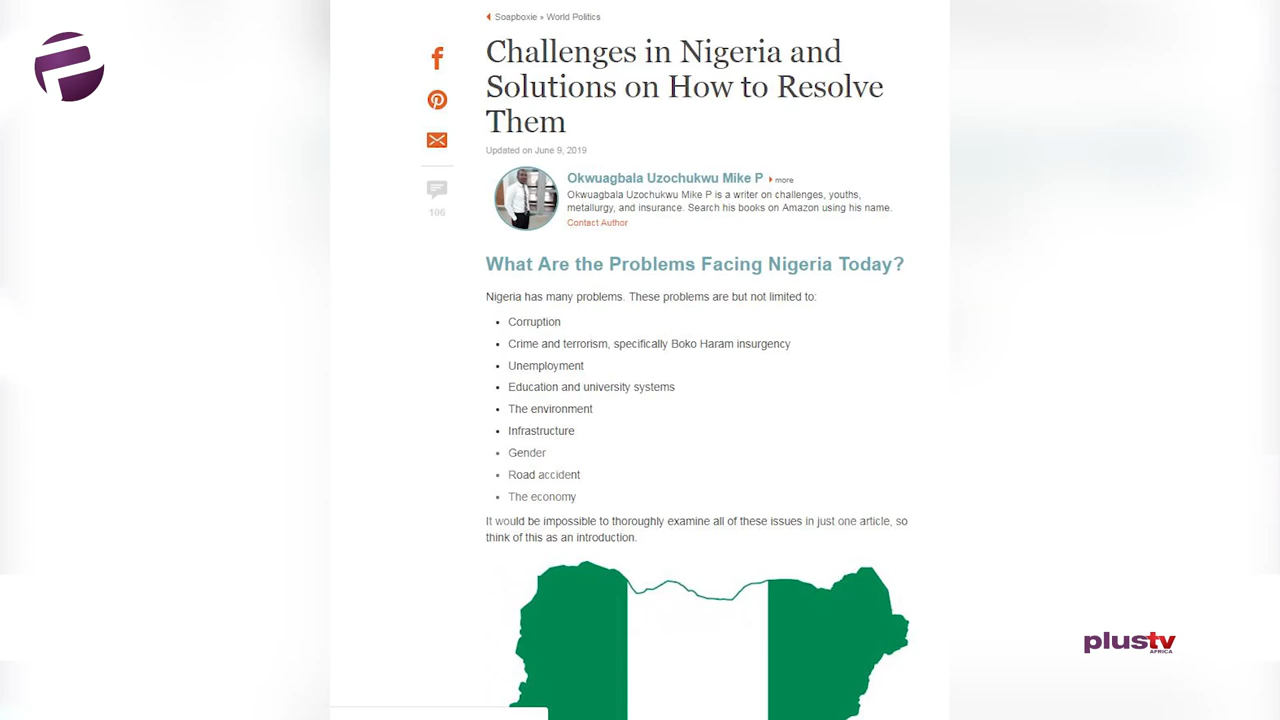 Soapboxie » World Politics
Challenges in Nigeria and
Solutions on How to Resolve
Them
Updated on June 9, 2019
Okwuagbala Uzochukwu Mike P more
Okwuagbala Uzochukwu Mike P is a writer on challenges, youths,
metallurgy, and insurance. Search his books on Amazon using his name.
Contact Author
106
What Are the Problems Facing Nigeria Today?
Nigeria has many problems. These problems are but not limited to:
• Corruption
• Crime and terrorism, specifically Boko Haram insurgency
• Unemployment
• Education and university systems
• The environment
• Infrastructure
• Gender
• Road accident
• The economy
It would be impossible to thoroughly examine all of these issues in just one article, so
think of this as an introduction.
plustv
AFRICA